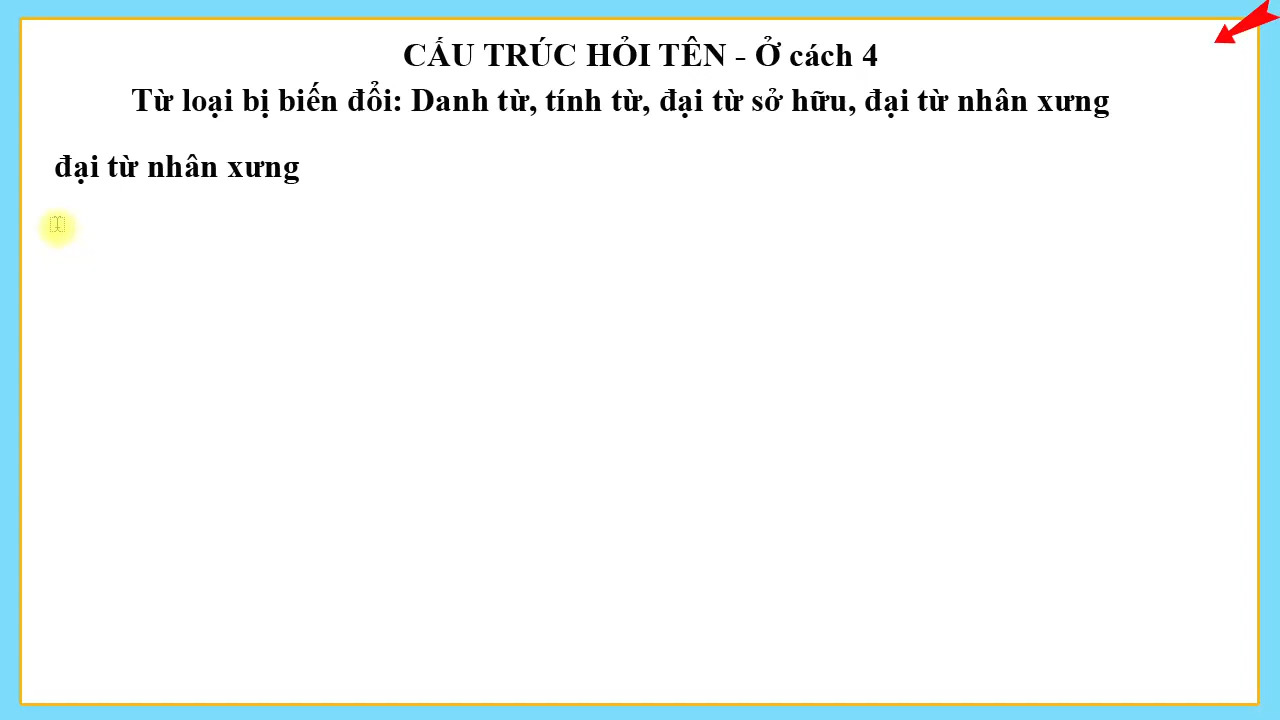 CẤU TRÚC HỎI TÊN - Ở cách 4
Từ loại bị biến đổi: Danh từ, tính từ, đại từ sở hữu, đại từ nhân xưng
đại từ nhân xưng